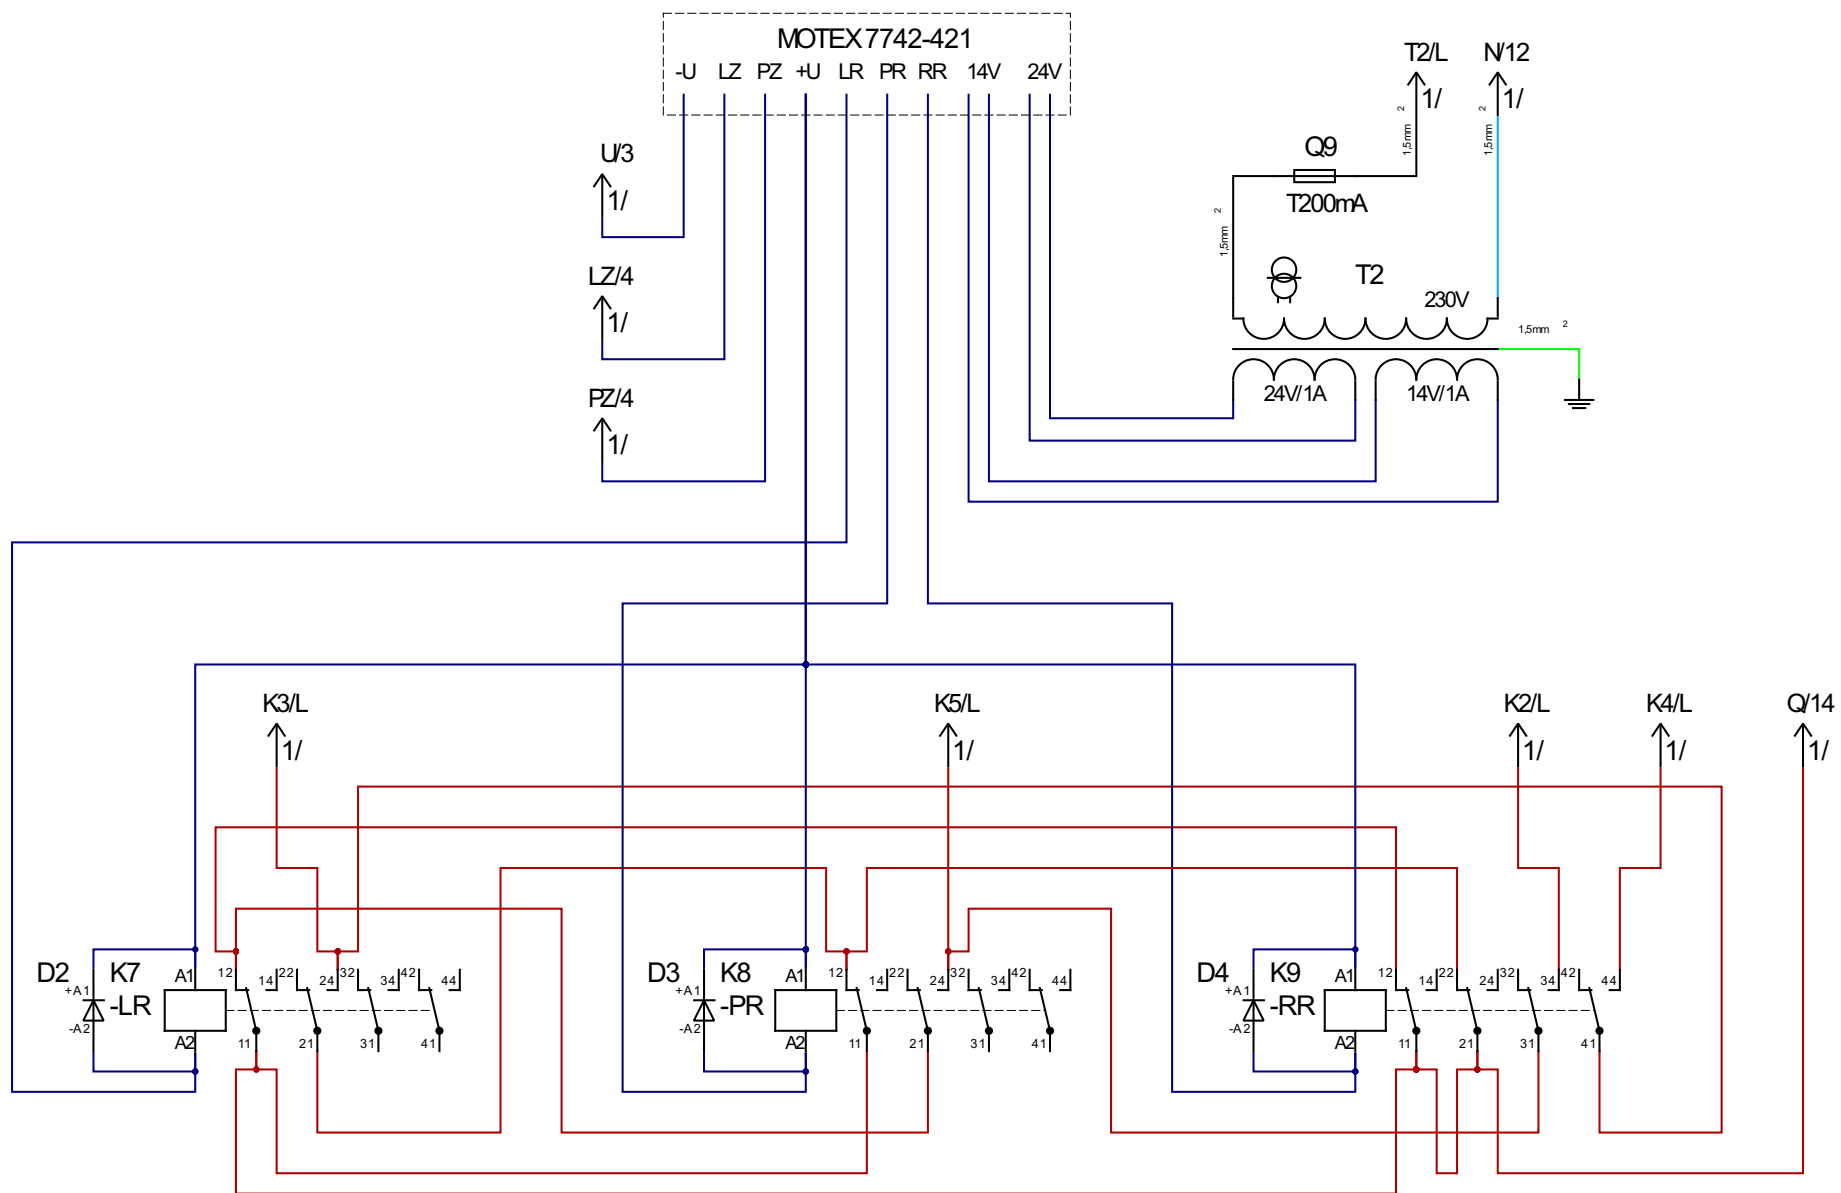 MOTEX 7742-421
-U LZ PZ +U LR PR RR 14V 24V
T2/L N/12
1/ 1/
1,5mm 2 1,5mm 2
Q9
T200mA
U/3
1/
1,5mm 2
LZ/4
1/
T2
230V
1,5mm 2
24V/1A 14V/1A
PZ/4
1/
K3/L K5/L K2/L K4/L Q/14
1/ 1/ 1/ 1/ 1/
D2 +A1 -A2 K7 -LR A1 A2 12 14 22 24 32 34 42 44
11 21 31 41
D3 +A1 -A2 K8 -PR A1 A2 12 14 22 24 32 34 42 44
11 21 31 41
D4 +A1 -A2 K9 -RR A1 A2 12 14 22 24 32 34 42 44
11 21 31 41